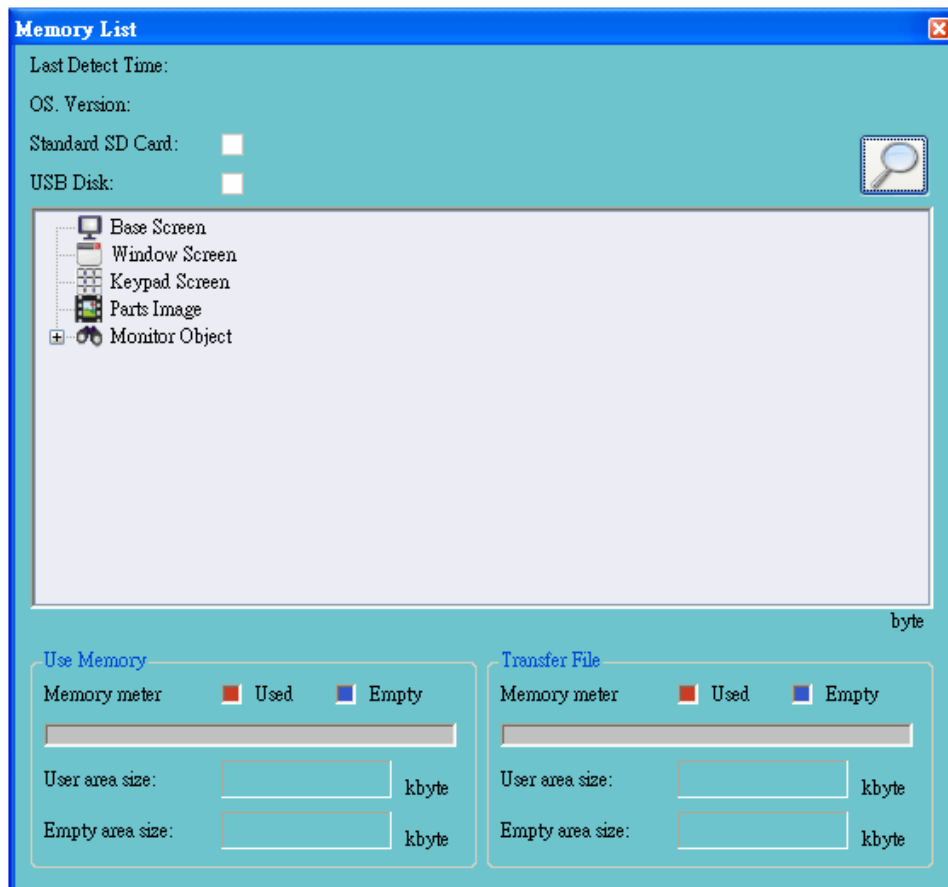 Memory List
Last Detect Time:
OS. Version:
Standard SD Card:
USB Disk:
Base Screen
Window Screen
Keypad Screen
Parts Image
Monitor Object
byte
Use Memory
Memory meter Used Empty
User area size: kbyte
Empty area size: kbyte
Transfer File
Memory meter Used Empty
User area size: kbyte
Empty area size: kbyte